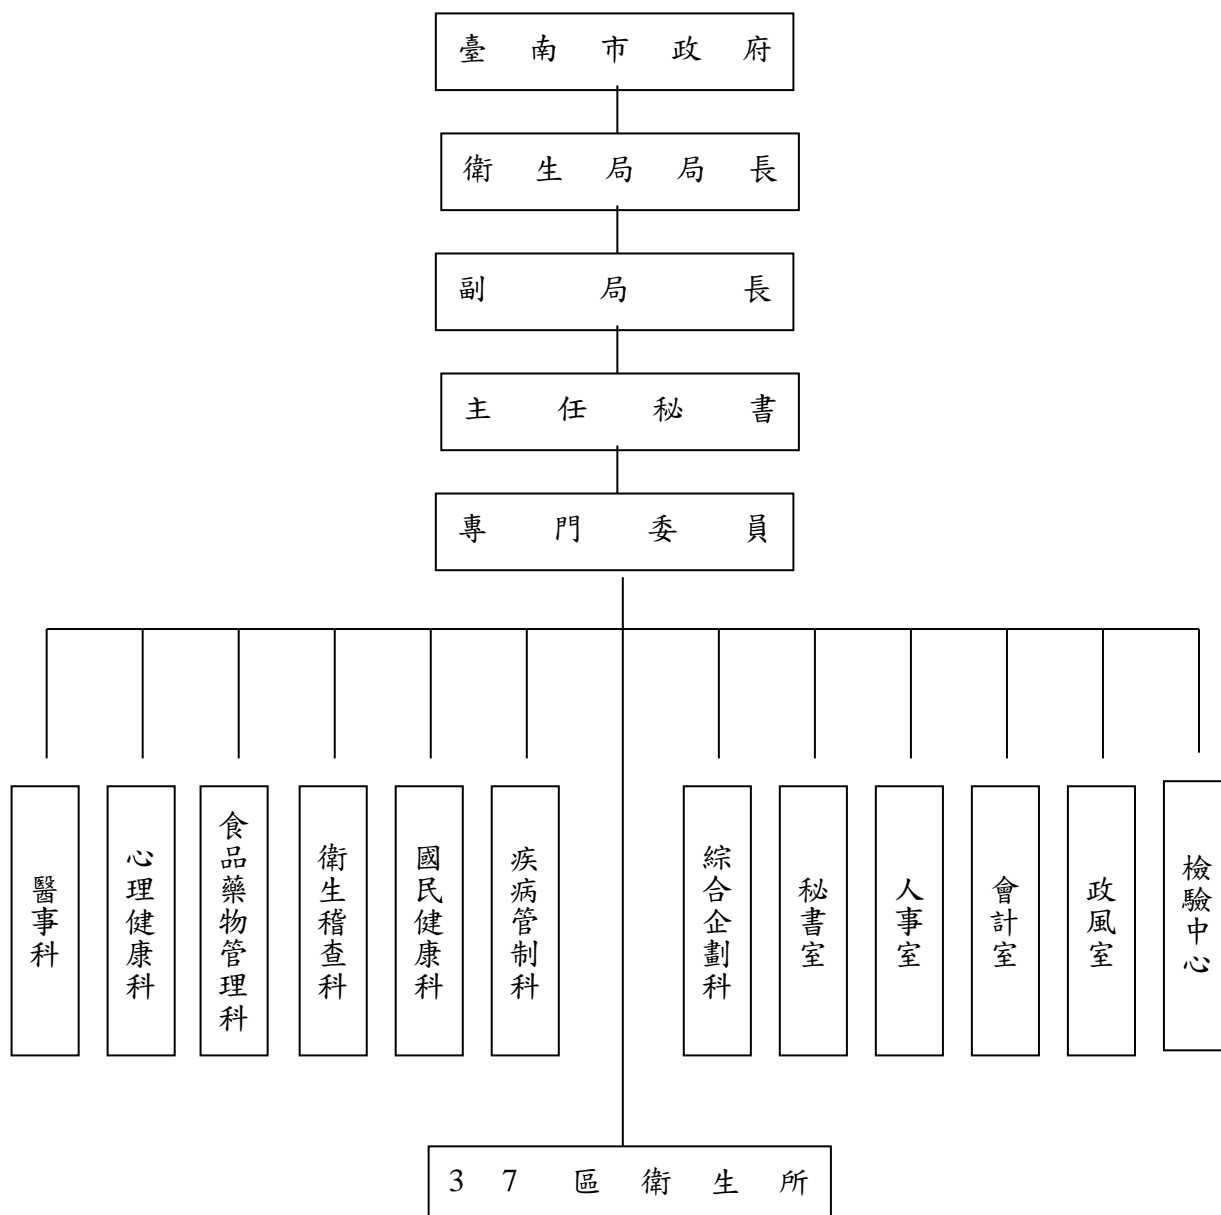 臺南市政府
衛生局局長
副局長
主任秘書
專門委員
醫事科
心理健康科
食品藥物管理科
衛生稽查科
國民健康科
疾病管制科
綜合企劃科
秘書室
人事室
會計室
政風室
檢驗中心
37區衛生所